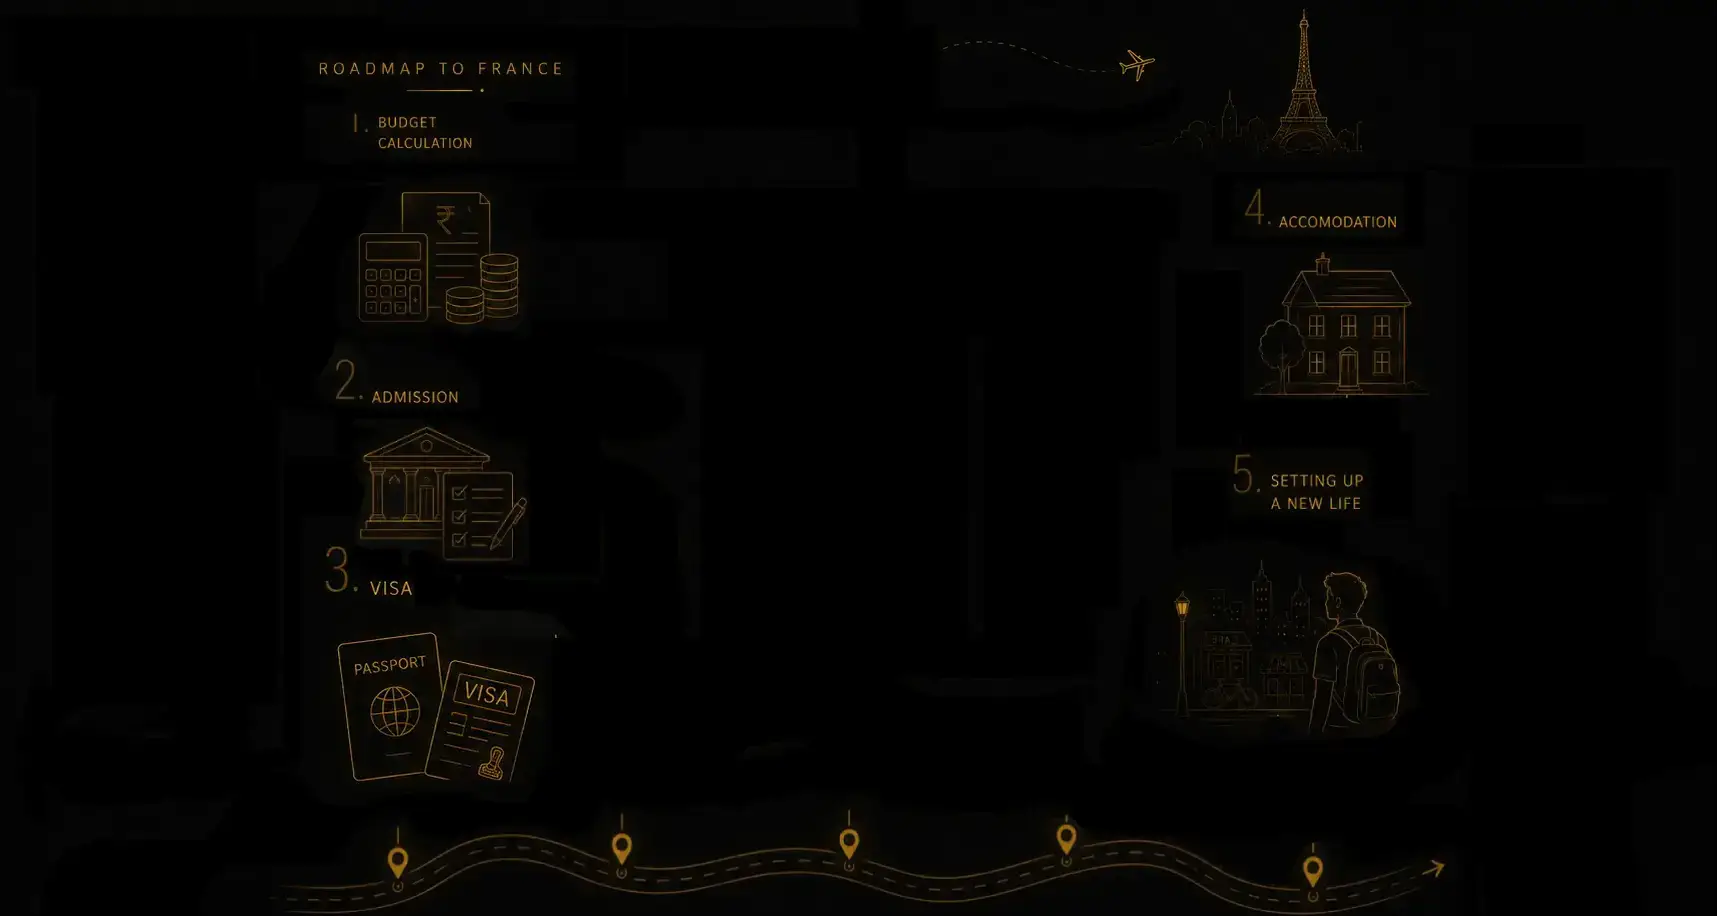 ROADMAP TO FRANCE
1. BUDGET
CALCULATION
₹
2. ADMISSION
3. VISA
PASSPORT
VISA
4. ACCOMODATION
5. SETTING UP
A NEW LIFE